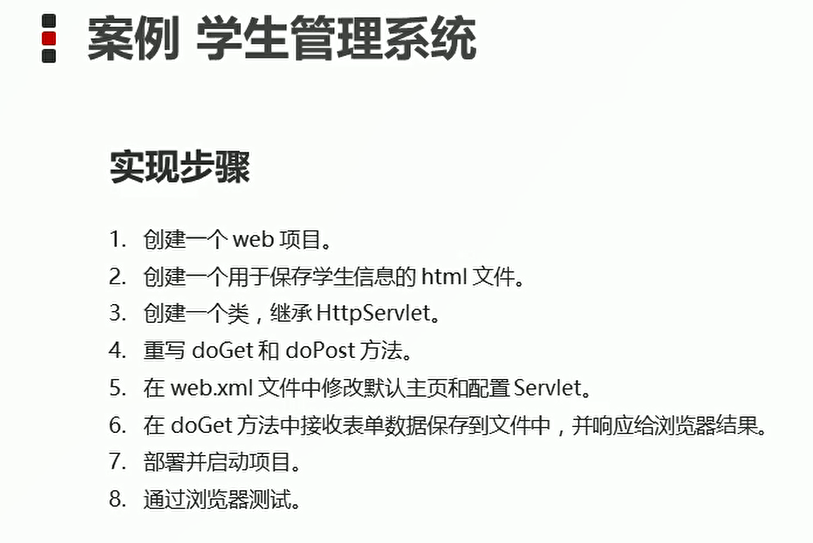 案例 学生管理系统
实现步骤
1. 创建一个 web 项目。
2. 创建一个用于保存学生信息的 html 文件。
3. 创建一个类，继承 HttpServlet。
4. 重写 doGet 和 doPost 方法。
5. 在 web.xml 文件中修改默认主页和配置 Servlet。
6. 在 doGet 方法中接收表单数据保存到文件中，并响应给浏览器结果。
7. 部署并启动项目。
8. 通过浏览器测试。